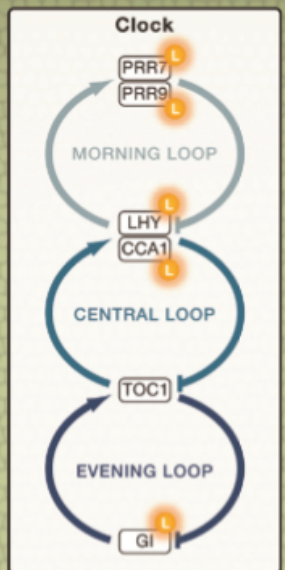 Clock
L
PRR7
PRR9
L
MORNING LOOP
L
LHY
CCA1
L
CENTRAL LOOP
TOC1
EVENING LOOP
L
GI